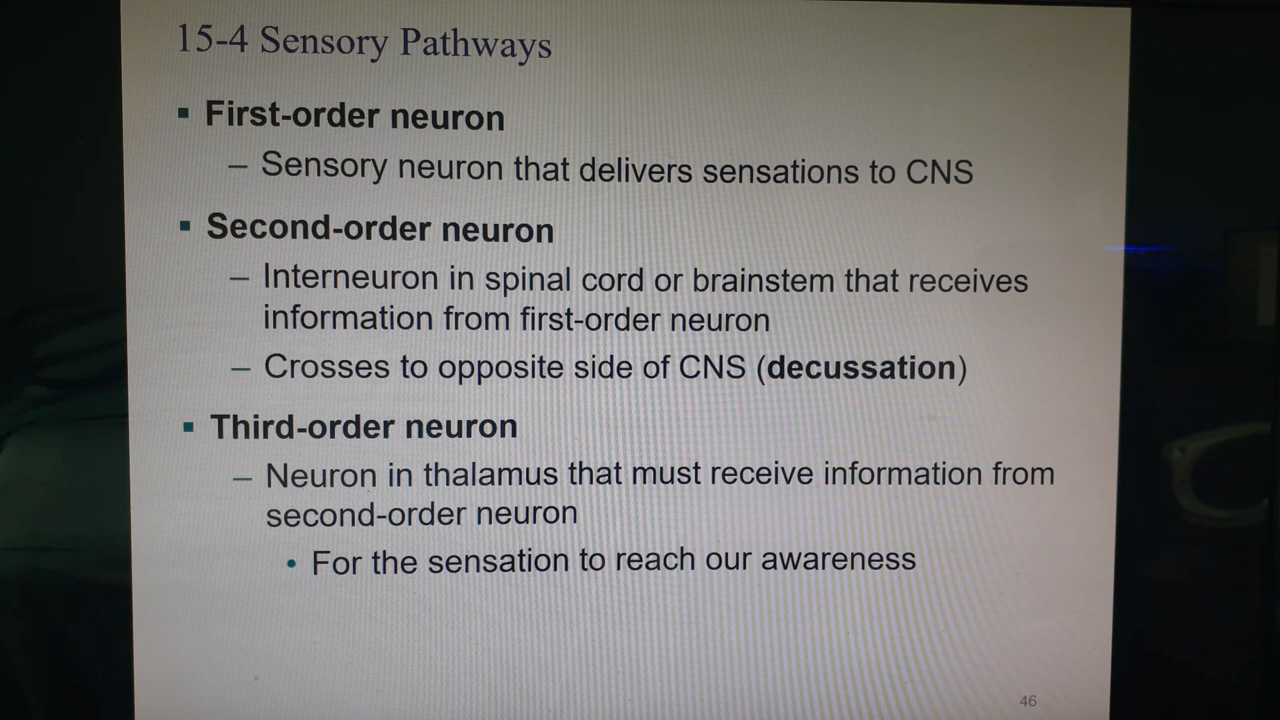 15-4 Sensory Pathways
▪ First-order neuron
– Sensory neuron that delivers sensations to CNS
▪ Second-order neuron
– Interneuron in spinal cord or brainstem that receives
information from first-order neuron
– Crosses to opposite side of CNS (decussation)
▪ Third-order neuron
– Neuron in thalamus that must receive information from
second-order neuron
• For the sensation to reach our awareness
46